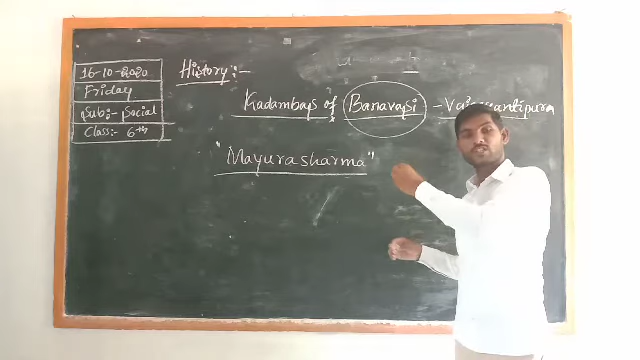 16-10-2020
Friday
Sub:- Social
Class:- 6th
History:-
Kadambas of Banavasi - Vaijayantipura
"Mayurasharma"